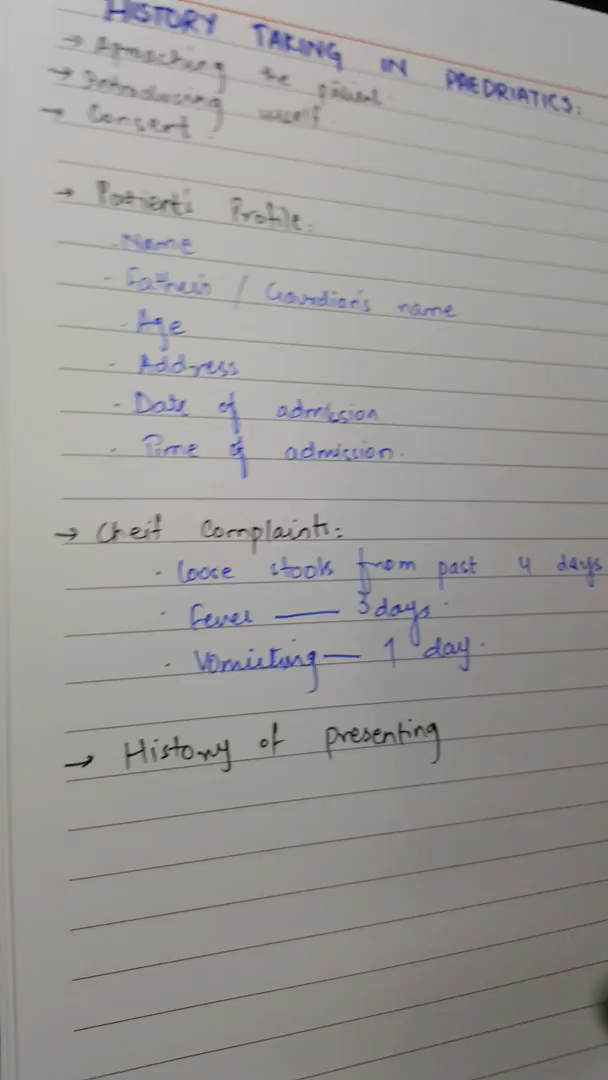 HISTORY TAKING IN PAEDRIATICS:
→ Approaching the patient
→ Introducing urself
→ Consent
→ Patient's Profile:
. Name
. Father's / Guardian's name
. Age
. Address
. Date of admission
. Time of admission.
→ Cheif Complaints:
. Loose stools from past 4 days
. Fever — 3 days.
. Vomiting — 1 day.
→ History of presenting